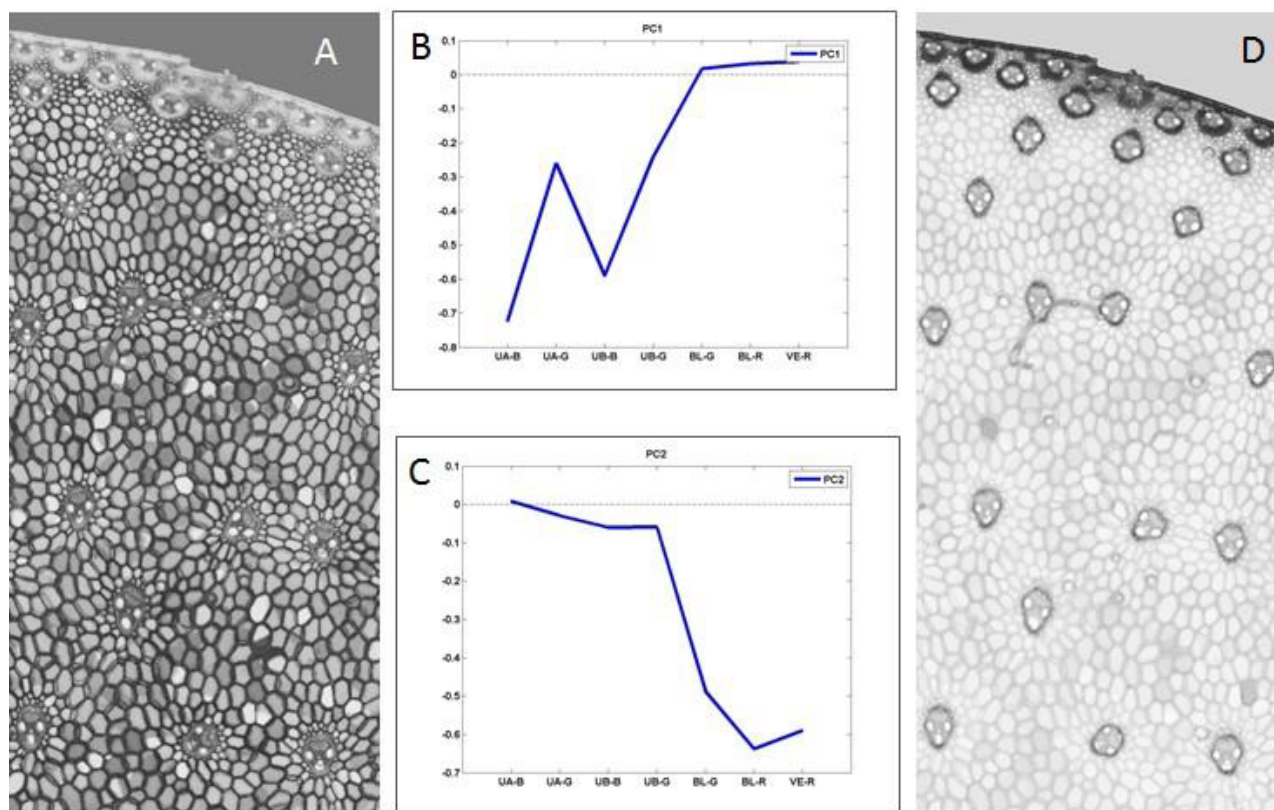 A
B
PC1
PC1
0.1
0
-0.1
-0.2
-0.3
-0.4
-0.5
-0.6
-0.7
-0.8
UA-B UA-G UB-B UB-G BL-G BL-R VE-R
C
PC2
PC2
0.1
0
-0.1
-0.2
-0.3
-0.4
-0.5
-0.6
-0.7
UA-B UA-G UB-B UB-G BL-G BL-R VE-R
D